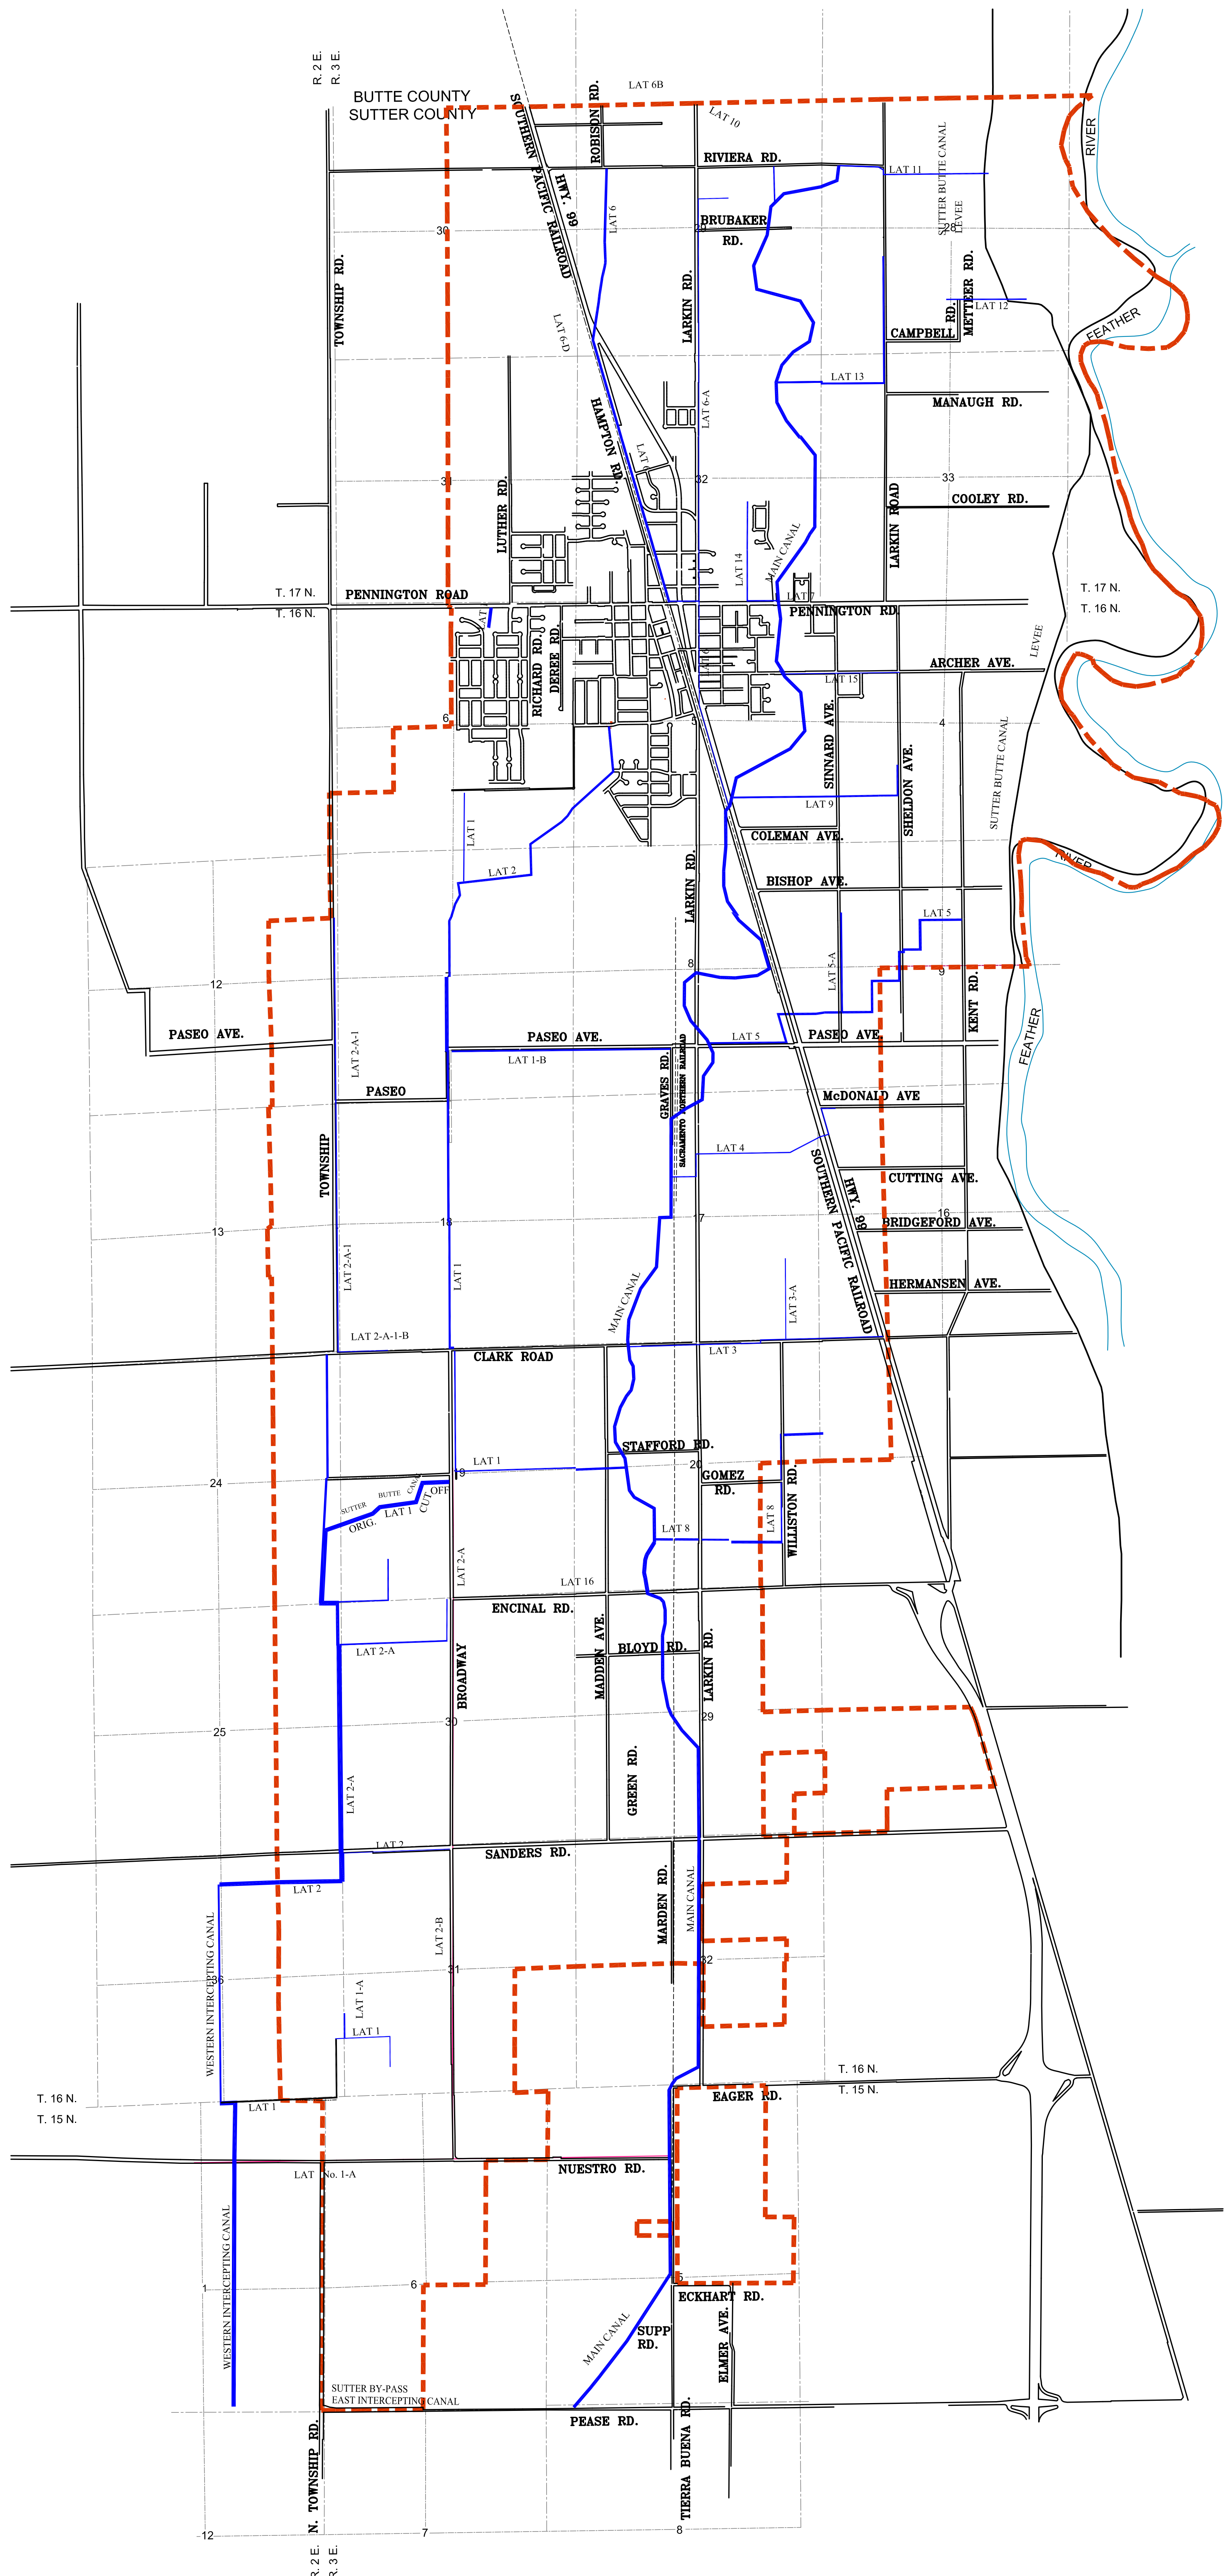 R. 2 E.
R. 3 E.
BUTTE COUNTY
SUTTER COUNTY
SOUTHERN PACIFIC RAILROAD
HWY. 99
ROBISON RD.
LAT 6B
LAT 10
RIVIERA RD.
LAT 11
SUTTER BUTTE CANAL
LEVEE
RIVER
LAT 6
BRUBAKER
RD.
30
29
28
TOWNSHIP RD.
LARKIN RD.
METTEER RD.
LAT 12
CAMPBELL RD.
FEATHER
LAT 6-D
LAT 13
LAT 6-A
MANAUGH RD.
HAMPTON RD.
LAT
31
32
33
LUTHER RD.
COOLEY RD.
LARKIN ROAD
MAIN CANAL
LAT 14
T. 17 N.
T. 16 N.
PENNINGTON ROAD
LAT 7
PENNINGTON RD.
T. 17 N.
T. 16 N.
LAT 1
RICHARD RD.
DEREE RD.
LAT 6
LEVEE
ARCHER AVE.
LAT 15
6
5
4
SINNARD AVE.
SHELDON AVE.
SUTTER BUTTE CANAL
LAT 9
LAT 1
COLEMAN AVE.
LAT 2
LARKIN RD.
BISHOP AVE.
RIVER
LAT 5
12
7
8
9
LAT 5-A
KENT RD.
FEATHER
PASEO AVE.
LAT 2-A-1
PASEO AVE.
LAT 5
PASEO AVE.
LAT 1-B
GRAVES RD.
SACRAMENTO NORTHERN RAILROAD
PASEO
McDONALD AVE
TOWNSHIP
LAT 4
SOUTHERN PACIFIC RAILROAD
HWY. 99
CUTTING AVE.
13
18
17
16
BRIDGEFORD AVE.
LAT 2-A-1
LAT 1
MAIN CANAL
LAT 3-A
HERMANSEN AVE.
LAT 2-A-1-B
CLARK ROAD
LAT 3
STAFFORD RD.
LAT 1
24
19
20
GOMEZ
RD.
SUTTER BUTTE CANAL
ORIG. LAT 1 CUT OFF
LAT 8
LAT 8
WILLISTON RD.
LAT 2-A
LAT 16
ENCINAL RD.
LAT 2-A
BROADWAY
MADDEN AVE.
BLOYD RD.
LARKIN RD.
25
30
29
LAT 2-A
GREEN RD.
LAT 2
SANDERS RD.
LAT 2
MARDEN RD.
MAIN CANAL
WESTERN INTERCEPTING CANAL
LAT 2-B
36
31
32
LAT 1-A
LAT 1
T. 16 N.
T. 15 N.
LAT 1
T. 16 N.
T. 15 N.
EAGER RD.
LAT No. 1-A
NUESTRO RD.
WESTERN INTERCEPTING CANAL
1
6
5
ECKHART RD.
MAIN CANAL
SUPP
RD.
ELMER AVE.
SUTTER BY-PASS
EAST INTERCEPTING CANAL
PEASE RD.
N. TOWNSHIP RD.
TIERRA BUENA RD.
12
7
8
R. 2 E.
R. 3 E.